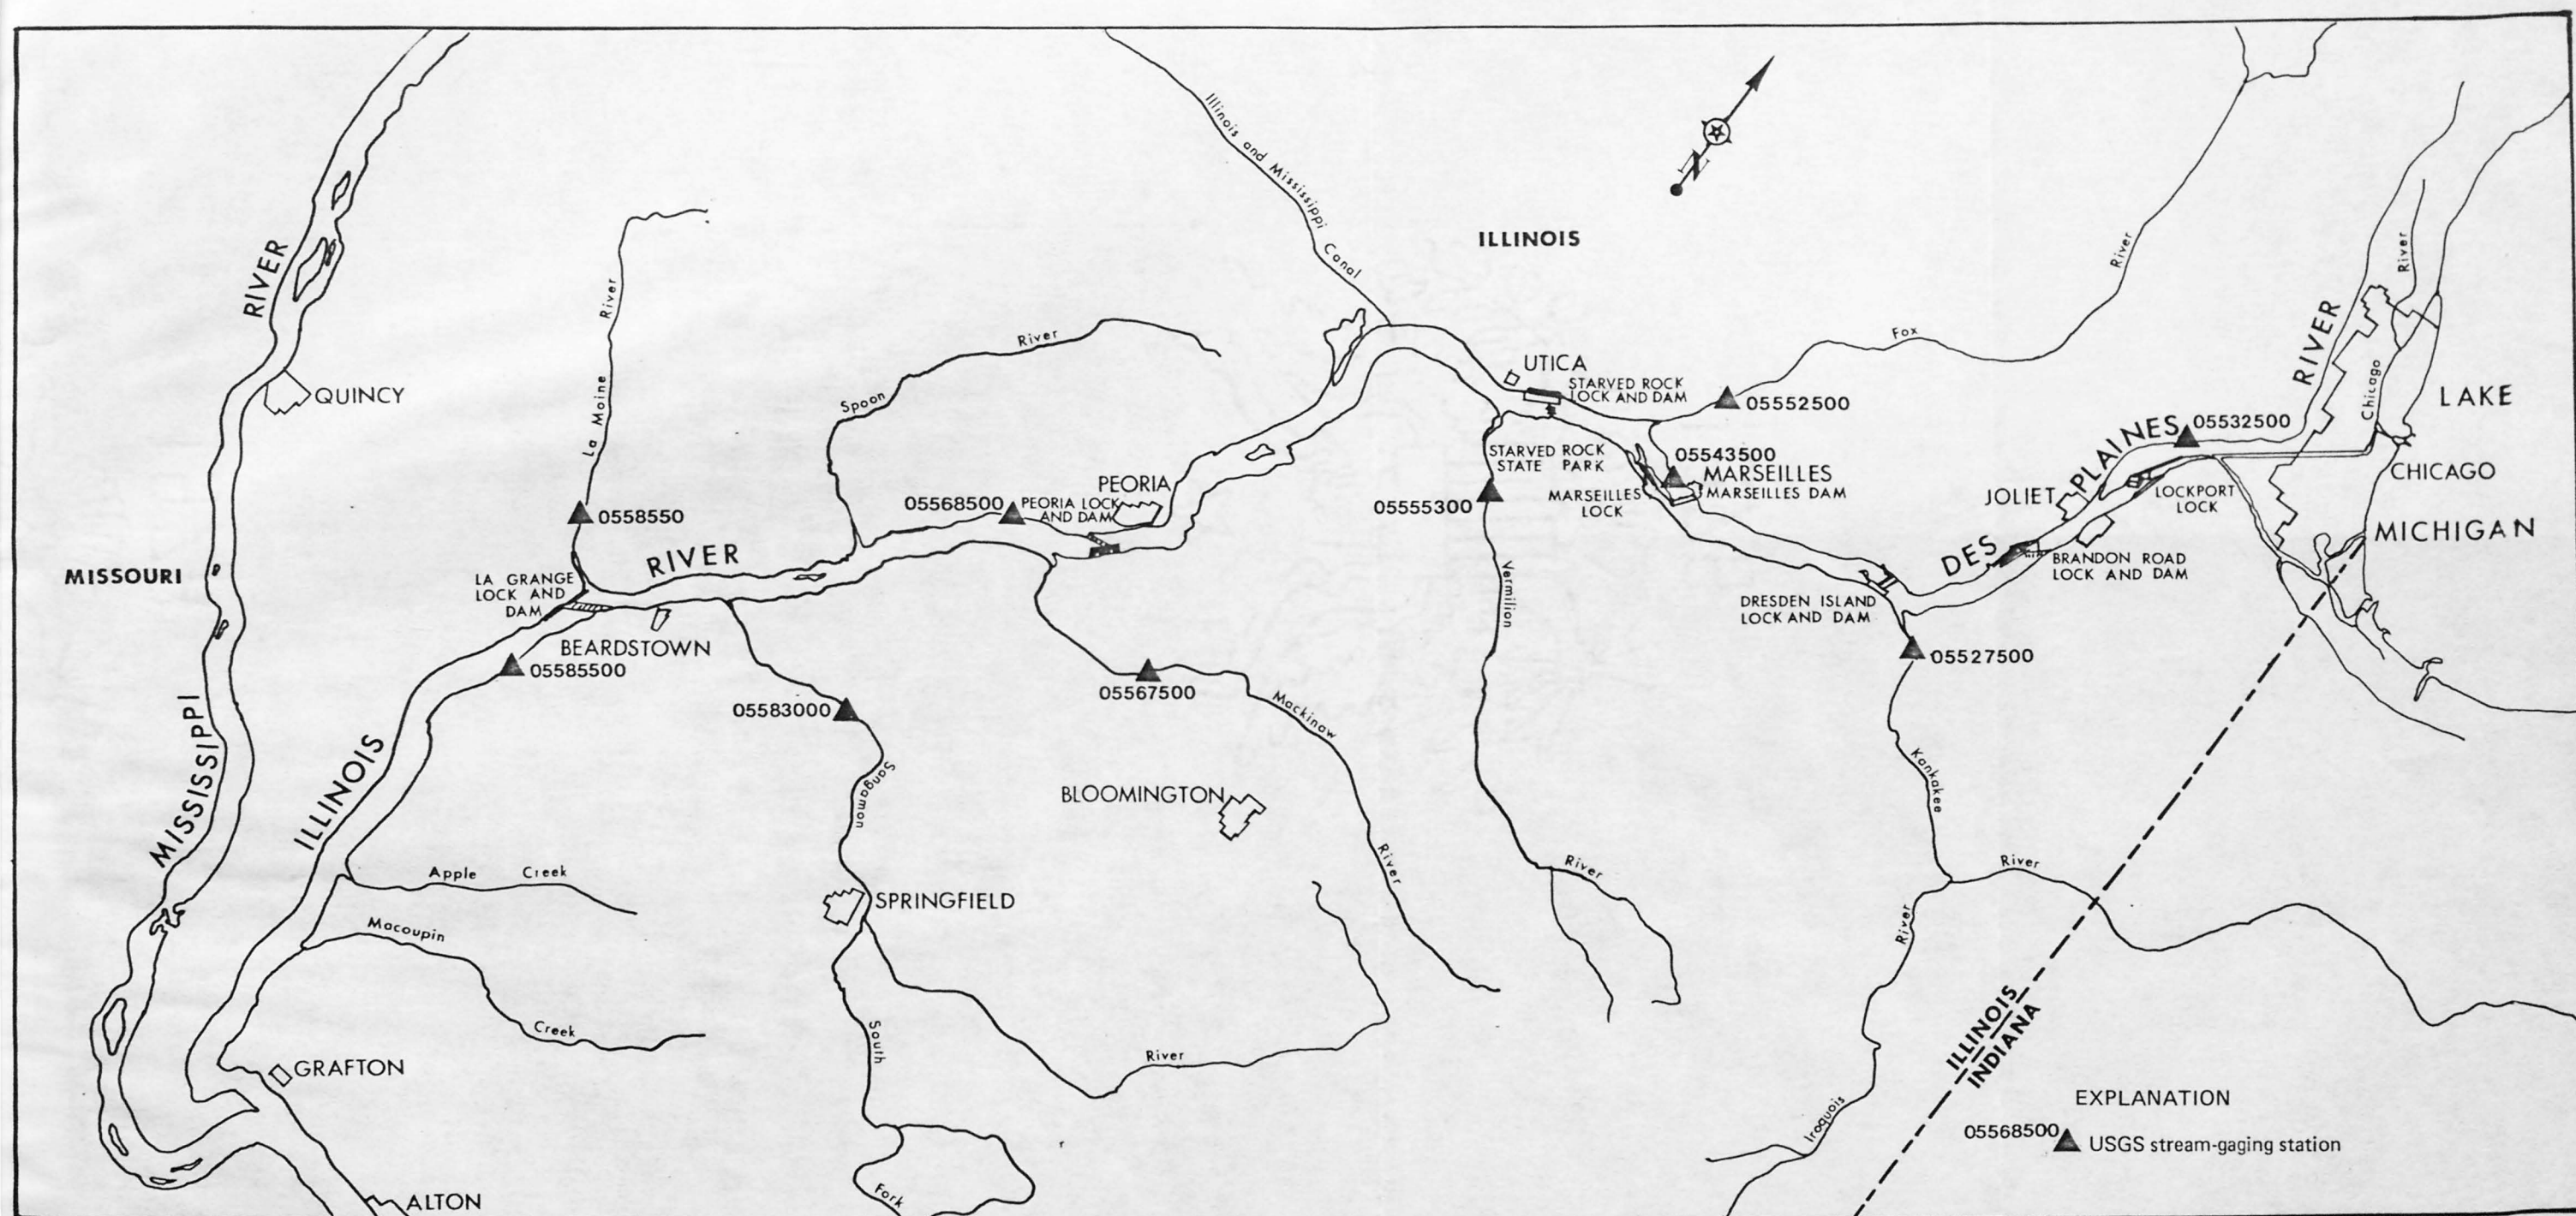 RIVER
QUINCY
MISSOURI
MISSISSIPPI
La Moine River
0558550
LA GRANGE
LOCK AND
DAM
BEARDSTOWN
05585500
ILLINOIS
RIVER
Apple Creek
Macoupin
Creek
GRAFTON
ALTON
Spoon
River
05568500
PEORIA LOCK
AND DAM
PEORIA
05583000
Sangamon
SPRINGFIELD
South
Fork
River
05567500
Mackinaw
River
BLOOMINGTON
Illinois and Mississippi Canal
ILLINOIS
N
UTICA
STARVED ROCK
LOCK AND DAM
STARVED ROCK
STATE PARK
05555300
Vermilion
River
05552500
Fox
River
05543500
MARSEILLES
MARSEILLES DAM
MARSEILLES
LOCK
DRESDEN ISLAND
LOCK AND DAM
05527500
Kankakee
River
River
Iroquois
DES PLAINES
RIVER
JOLIET
05532500
LOCKPORT
LOCK
BRANDON ROAD
LOCK AND DAM
River
Chicago
LAKE
CHICAGO
MICHIGAN
ILLINOIS
INDIANA
EXPLANATION
05568500
USGS stream-gaging station